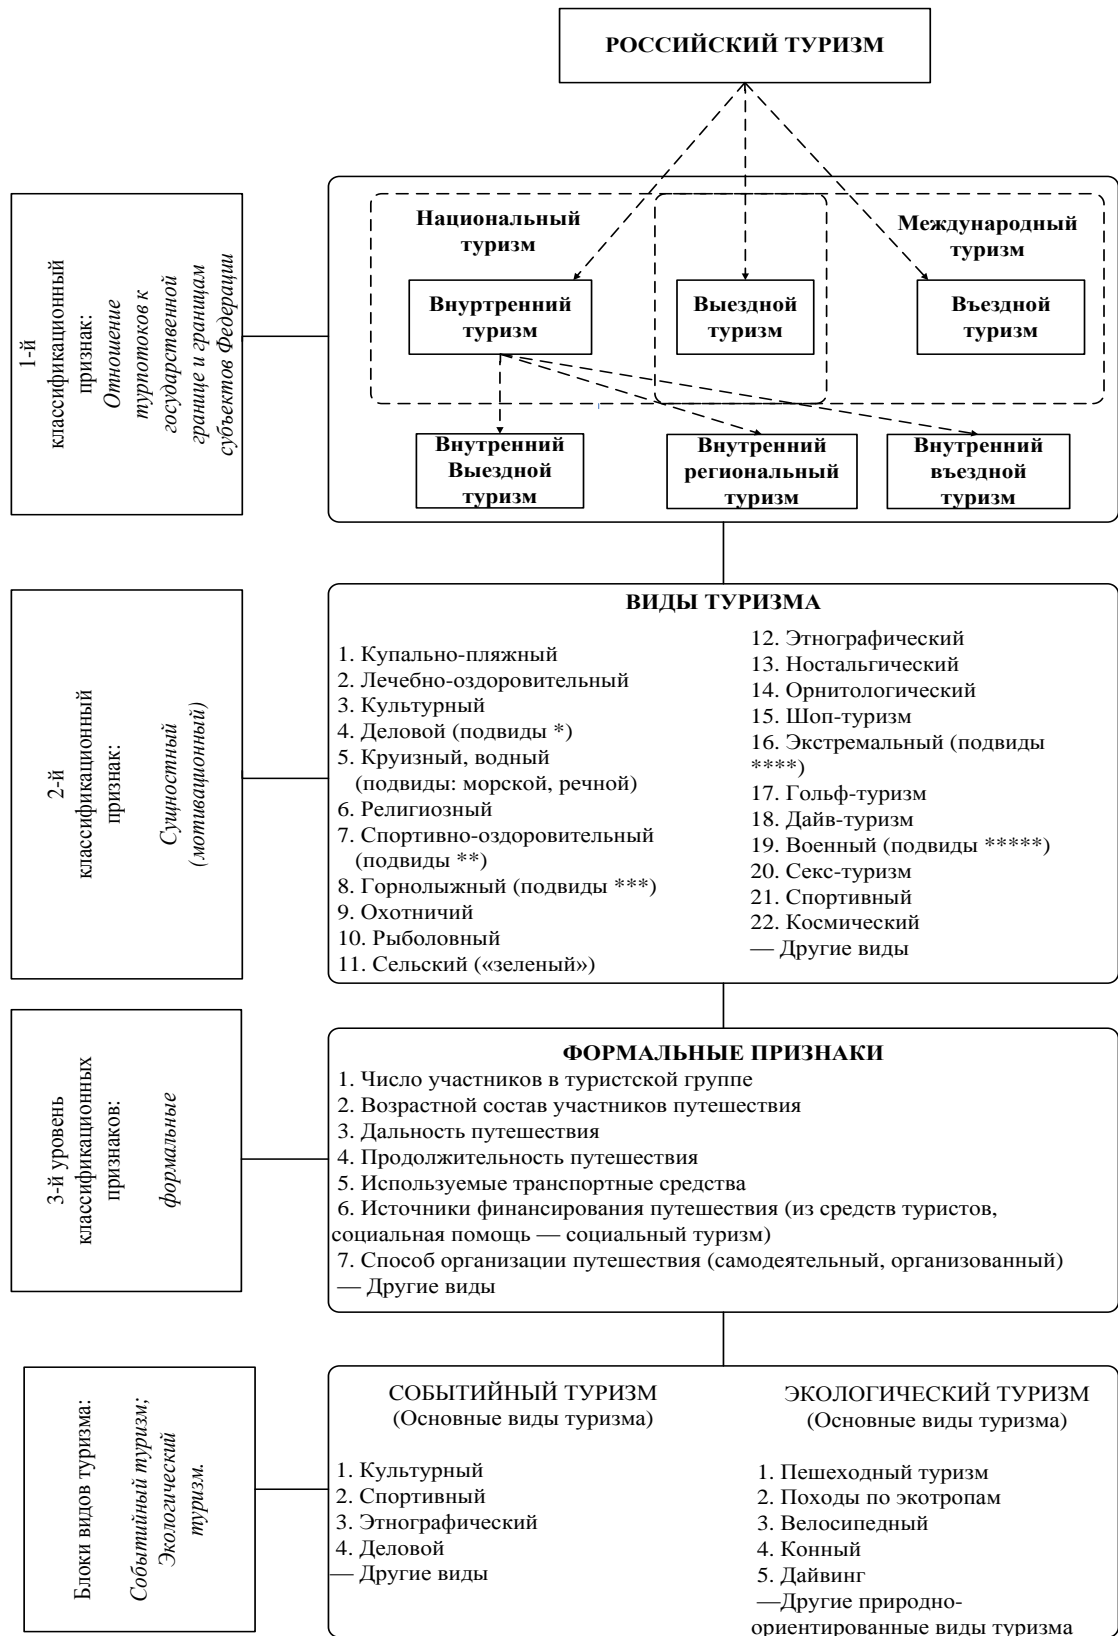 РОССИЙСКИЙ ТУРИЗМ
1-й
классификационный
признак:
Отношение
турпотоков к
государственной
границе и границам
субъектов Федерации
Национальный
туризм
Международный
туризм
Внуртренний
туризм
Выездной
туризм
Въездной
туризм
Внутренний
Выездной
туризм
Внутренний
региональный
туризм
Внутренний
въездной
туризм
2-й
классификационный
признак:
Сущностный
(мотивационный)
ВИДЫ ТУРИЗМА
1. Купально-пляжный
2. Лечебно-оздоровительный
3. Культурный
4. Деловой (подвиды *)
5. Круизный, водный
(подвиды: морской, речной)
6. Религиозный
7. Спортивно-оздоровительный
(подвиды **)
8. Горнолыжный (подвиды ***)
9. Охотничий
10. Рыболовный
11. Сельский («зеленый»)
12. Этнографический
13. Ностальгический
14. Орнитологический
15. Шоп-туризм
16. Экстремальный (подвиды
****)
17. Гольф-туризм
18. Дайв-туризм
19. Военный (подвиды *****)
20. Секс-туризм
21. Спортивный
22. Космический
— Другие виды
3-й уровень
классификационных
признаков:
формальные
ФОРМАЛЬНЫЕ ПРИЗНАКИ
1. Число участников в туристской группе
2. Возрастной состав участников путешествия
3. Дальность путешествия
4. Продолжительность путешествия
5. Используемые транспортные средства
6. Источники финансирования путешествия (из средств туристов,
социальная помощь — социальный туризм)
7. Способ организации путешествия (самодеятельный, организованный)
— Другие виды
Блоки видов туризма:
Событийный туризм;
Экологический
туризм.
СОБЫТИЙНЫЙ ТУРИЗМ
(Основные виды туризма)
1. Культурный
2. Спортивный
3. Этнографический
4. Деловой
— Другие виды
ЭКОЛОГИЧЕСКИЙ ТУРИЗМ
(Основные виды туризма)
1. Пешеходный туризм
2. Походы по экотропам
3. Велосипедный
4. Конный
5. Дайвинг
—Другие природно-
ориентированные виды туризма